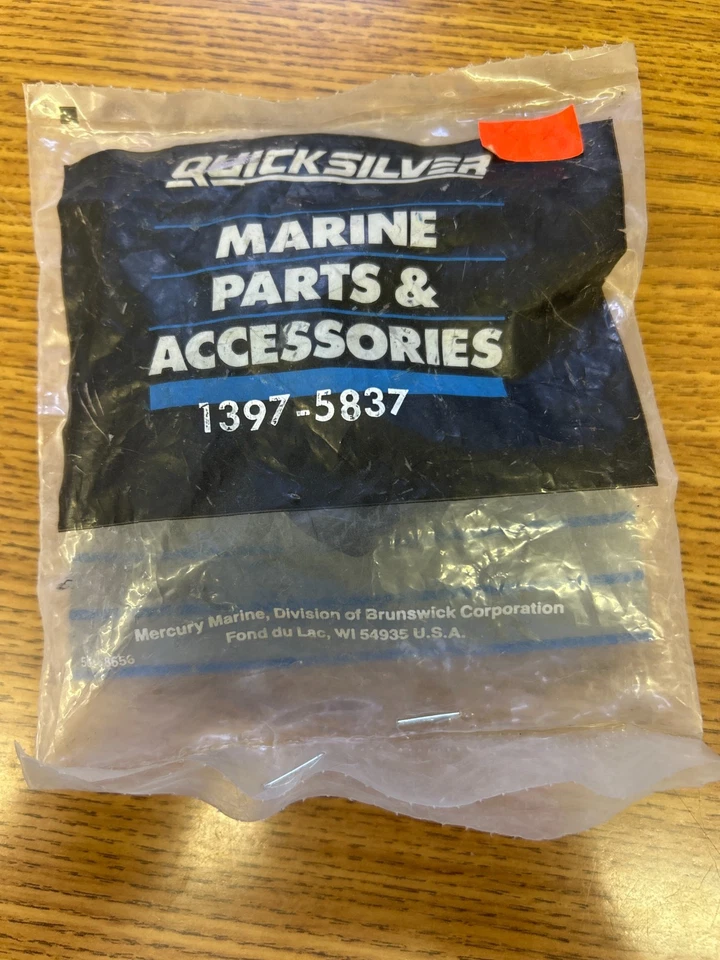 QUICKSILVER
MARINE
PARTS &
ACCESSORIES
1397-5837
Mercury Marine, Division of Brunswick Corporation
Fond du Lac, WI 54935 U.S.A.